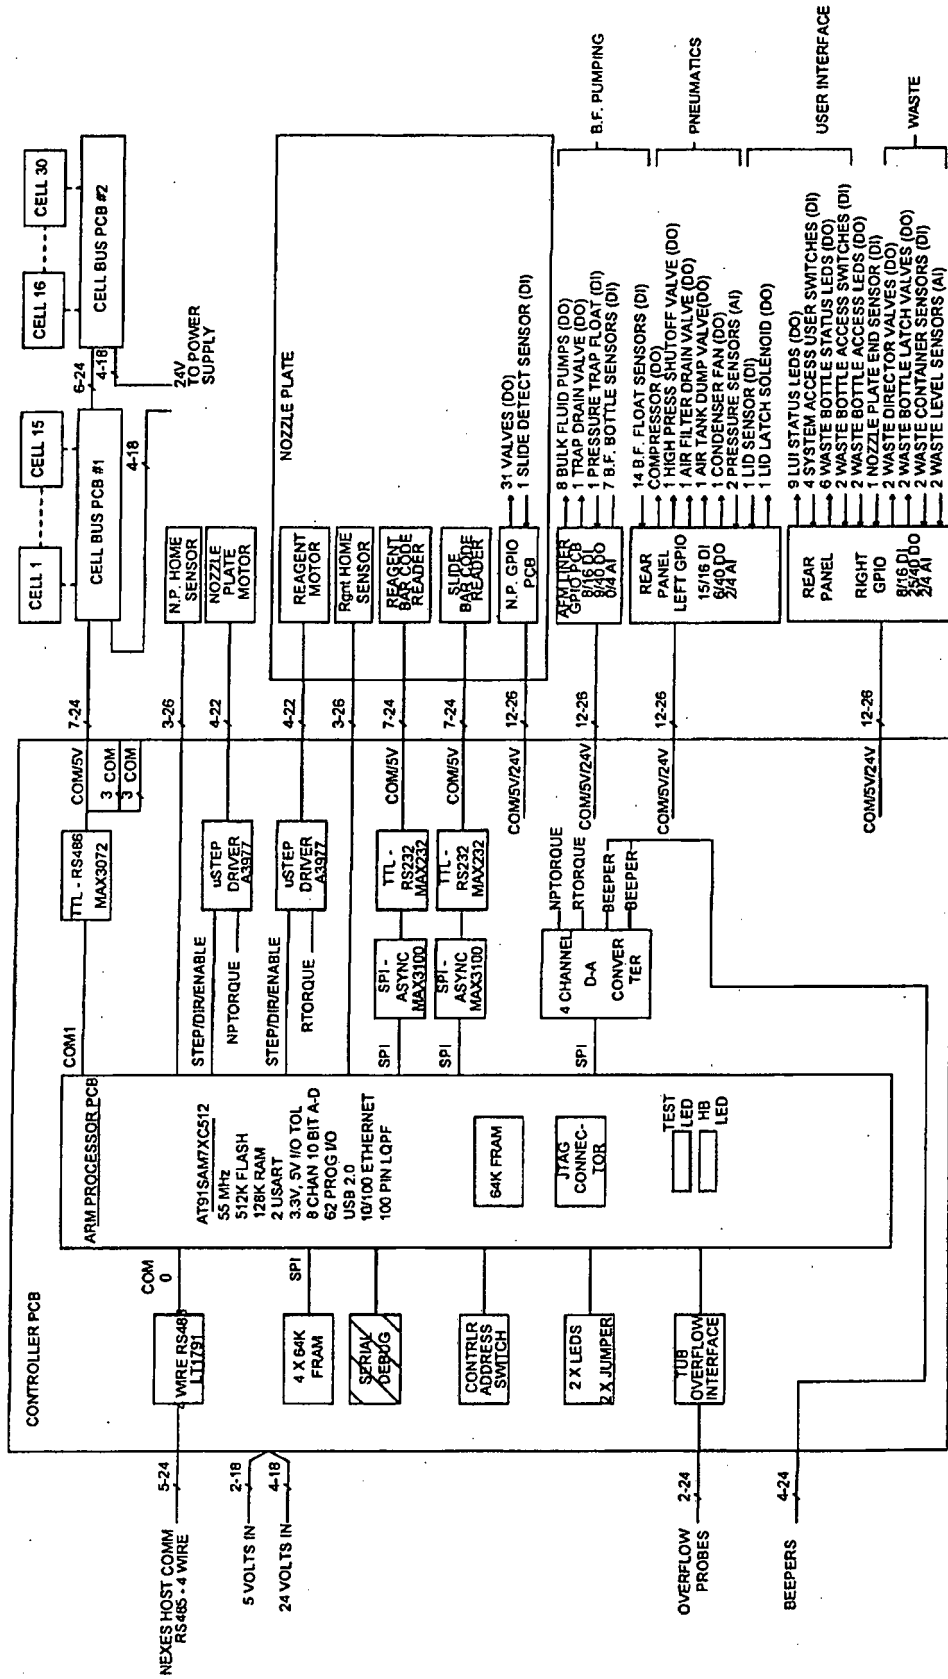 CELL 1
CELL 15
CELL BUS PCB #1
6-24
4-18
CELL 16
CELL 30
CELL BUS PCB #2
24V
TO POWER
SUPPLY
4-18
N.P. HOME
SENSOR
NOZZLE
PLATE
MOTOR
NOZZLE PLATE
REAGENT
MOTOR
Rgnt HOME
SENSOR
REAGENT
BAR CODE
READER
SLIDE
BAR CODE
READER
N.P. GPIO
PCB
31 VALVES (DO)
1 SLIDE DETECT SENSOR (DI)
GPIO PCB
8/16 DI
9/40 DO
0/4 AI
8 BULK FLUID PUMPS (DO)
1 TRAP DRAIN VALVE (DO)
1 PRESSURE TRAP FLOAT (DI)
7 B.F. BOTTLE SENSORS (DI)
B.F. PUMPING
REAR
PANEL
LEFT GPIO
15/16 DI
6/40 DO
2/4 AI
14 B.F. FLOAT SENSORS (DI)
COMPRESSOR (DO)
1 HIGH PRESS SHUTOFF VALVE (DO)
1 AIR FILTER DRAIN VALVE (DO)
1 AIR TANK DUMP VALVE(DO)
1 CONDENSER FAN (DO)
2 PRESSURE SENSORS (AI)
1 LID SENSOR (DI)
1 LID LATCH SOLENOID (DO)
PNEUMATICS
REAR
PANEL
RIGHT
GPIO
8/16 DI
25/40 DO
2/4 AI
9 LUI STATUS LEDS (DO)
4 SYSTEM ACCESS USER SWITCHES (DI)
6 WASTE BOTTLE STATUS LEDS (DO)
2 WASTE BOTTLE ACCESS SWITCHES (DI)
2 WASTE BOTTLE ACCESS LEDS (DO)
1 NOZZLE PLATE END SENSOR (DI)
2 WASTE DIRECTOR VALVES (DO)
2 WASTE BOTTLE LATCH VALVES (DO)
2 WASTE CONTAINER SENSORS (DI)
2 WASTE LEVEL SENSORS (AI)
USER INTERFACE
WASTE
7-24
3-26
4-22
4-22
3-26
7-24
7-24
12-26
12-26
12-26
12-26
COM/5V
3 COM
3 COM
COM/5V
COM/5V
COM/5V/24V
COM/5V/24V
COM/5V/24V
COM/5V/24V
TTL - RS486
MAX3072
uSTEP
DRIVER
A3977
uSTEP
DRIVER
A3977
TTL -
RS232
MAX232
TTL -
RS232
MAX232
SPI -
ASYNC
MAX3100
SPI -
ASYNC
MAX3100
4 CHANNEL
D-A
CONVER
TER
NPTORQUE
RTORQUE
BEEPER
BEEPER
COM1
STEP/DIR/ENABLE
NPTORQUE
STEP/DIR/ENABLE
RTORQUE
SPI
SPI
SPI
ARM PROCESSOR PCB
AT91SAM7XC512
55 MHz
512K FLASH
128K RAM
2 USART
3.3V, 5V I/O TOL
8 CHAN 10 BIT A-D
62 PROG I/O
USB 2.0
10/100 ETHERNET
100 PIN LQPF
64K FRAM
JTAG
CONNEC-
TOR
TEST
LED
HB
LED
CONTROLLER PCB
COM
0
SPI
4 WIRE RS485
LT1791
4 X 64K
FRAM
SERIAL
DEBUG
CONTRLR
ADDRESS
SWITCH
2 X LEDS
2 X JUMPER
TUB
OVERFLOW
INTERFACE
5-24
2-18
4-18
2-24
4-24
NEXES HOST COMM
RS485 - 4 WIRE
5 VOLTS IN
24 VOLTS IN
OVERFLOW
PROBES
BEEPERS